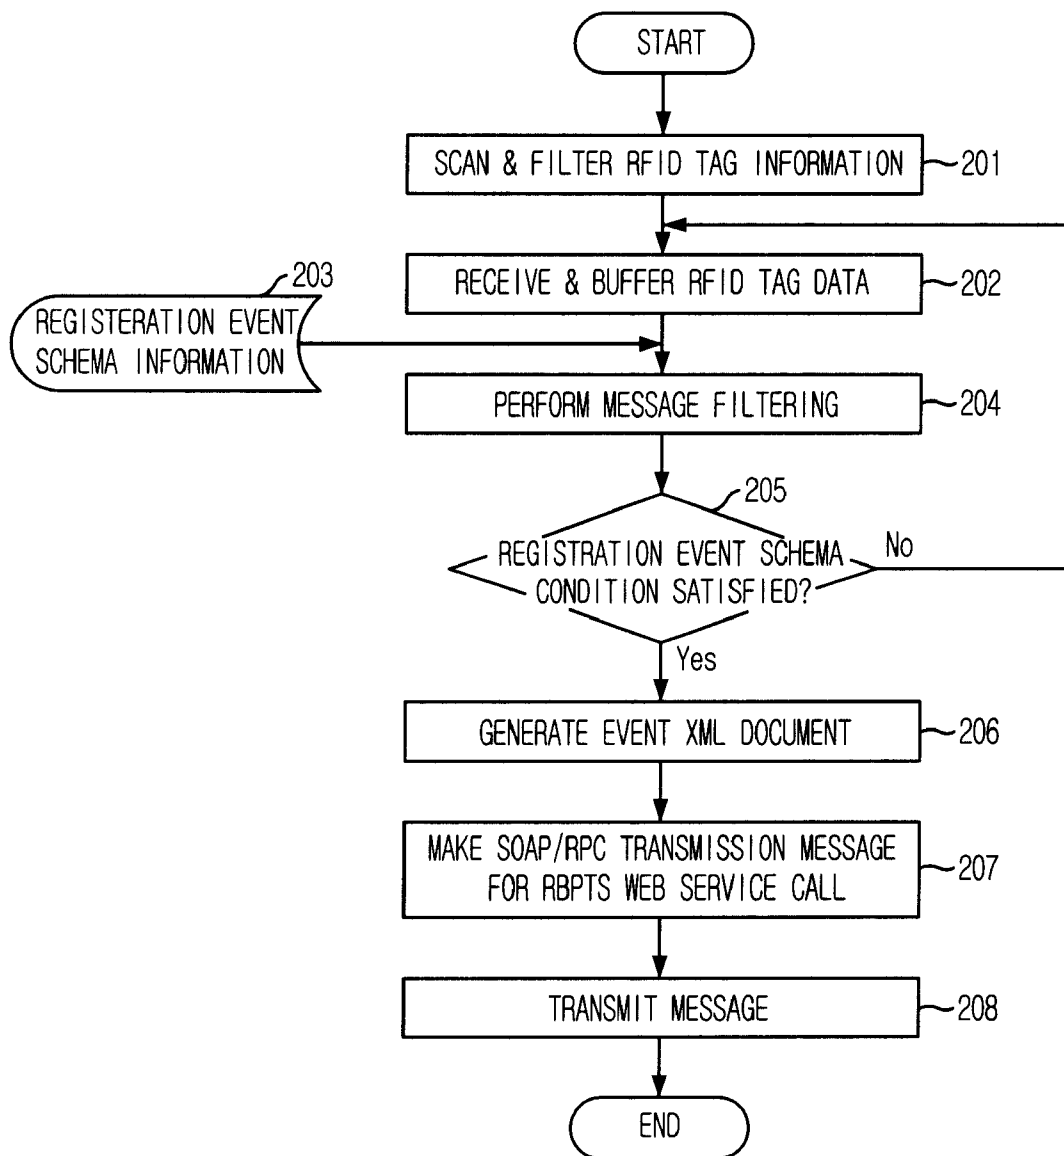 START
SCAN & FILTER RFID TAG INFORMATION
201
RECEIVE & BUFFER RFID TAG DATA
202
203
REGISTERATION EVENT
SCHEMA INFORMATION
PERFORM MESSAGE FILTERING
204
205
REGISTRATION EVENT SCHEMA
CONDITION SATISFIED?
No
Yes
GENERATE EVENT XML DOCUMENT
206
MAKE SOAP/RPC TRANSMISSION MESSAGE
FOR RBPTS WEB SERVICE CALL
207
TRANSMIT MESSAGE
208
END